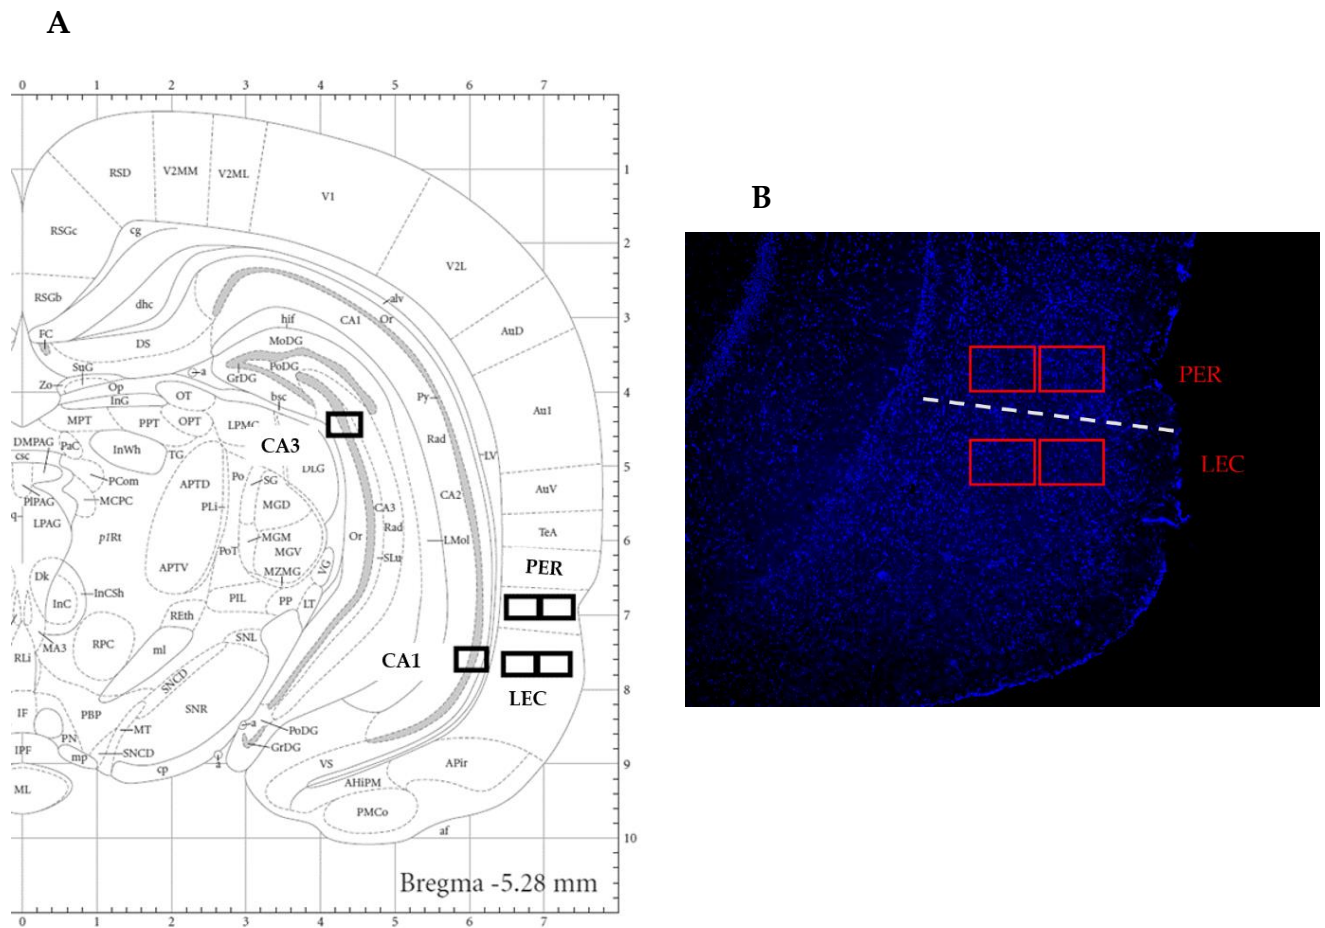 A
0 1 2 3 4 5 6 7
RSD V2MM V2ML
1
V1
RSGc cg
2
V2L
RSGb dhc alv
3
FC hif CA1 Or AuD
DS MoDG
SuG a PoDG
Zo Op GrDG
4
InG OT bsc Py
MPT PPT OPT LPMC Au1
DMPAG PaC InWh CA3 Rad
csc TG LV
5
PCom APTD Po SG DLG
PlPAG MCPC PLi MGD CA2 AuV
q LPAG CA3
p1Rt MGM Or Rad LMol TeA
6
PoT MGV SLu
Dk APTV MZMG VG PER
InC InCSh PIL PP LT
REth
7
MA3 RPC SNL
RLi ml CA1
SNCD LEC
8
IF PBP SNR
MT a PoDG
PN
IPF mp SNCD GrDG
cp a VS APir
9
ML AHiPM
PMCo
af
10
Bregma -5.28 mm
0 1 2 3 4 5 6 7
B
PER
LEC